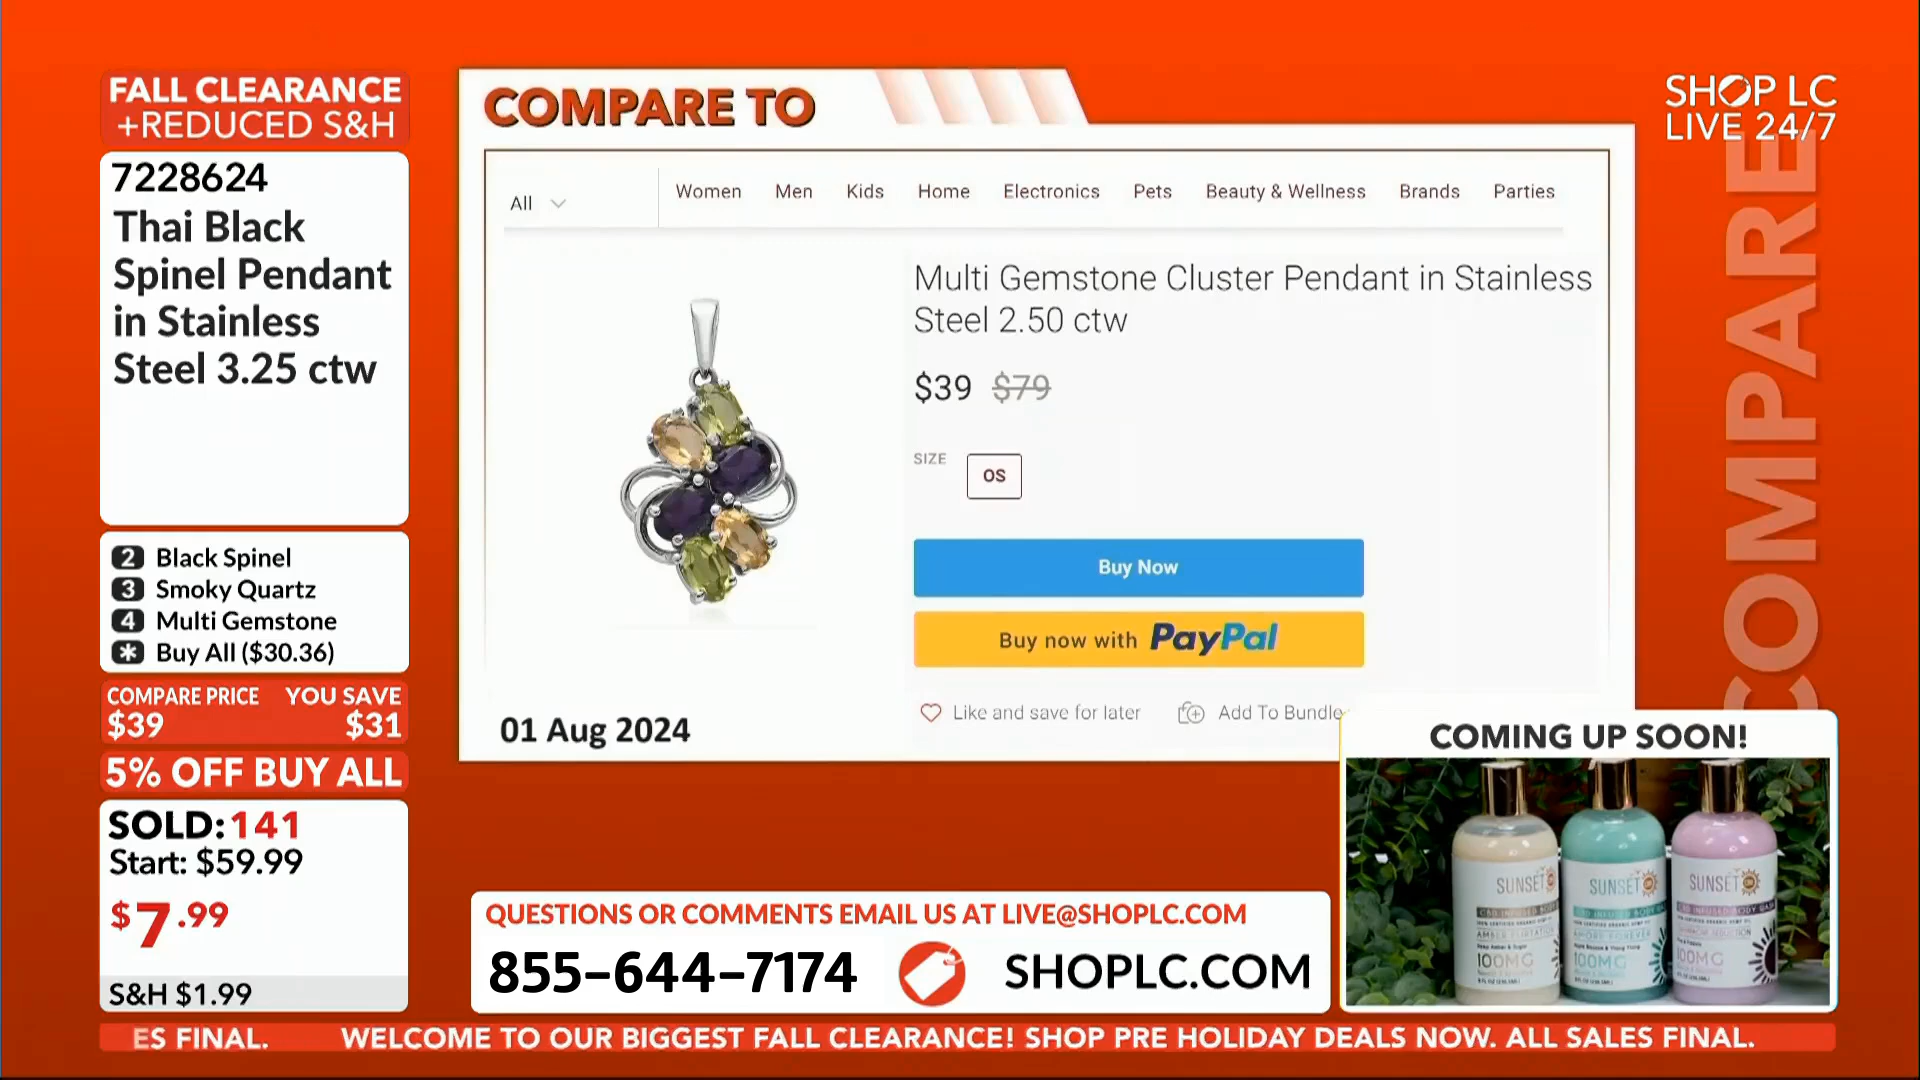 FALL CLEARANCE
+REDUCED S&H
7228624
Thai Black
Spinel Pendant
in Stainless
Steel 3.25 ctw
2 Black Spinel
3 Smoky Quartz
4 Multi Gemstone
* Buy All ($30.36)
COMPARE PRICE YOU SAVE
$39 $31
5% OFF BUY ALL
SOLD: 141
Start: $59.99
$7.99
S&H $1.99
COMPARE TO
All
Women Men Kids Home Electronics Pets Beauty & Wellness Brands Parties
Multi Gemstone Cluster Pendant in Stainless
Steel 2.50 ctw
$39 $79
SIZE OS
Buy Now
Buy now with PayPal
Like and save for later Add To Bundle
01 Aug 2024
SHOP LC
LIVE 24/7
COMPARE
COMING UP SOON!
SUNSET SUNSET SUNSET
100MG 100MG 100MG
QUESTIONS OR COMMENTS EMAIL US AT LIVE@SHOPLC.COM
855-644-7174 SHOPLC.COM
ES FINAL. WELCOME TO OUR BIGGEST FALL CLEARANCE! SHOP PRE HOLIDAY DEALS NOW. ALL SALES FINAL.